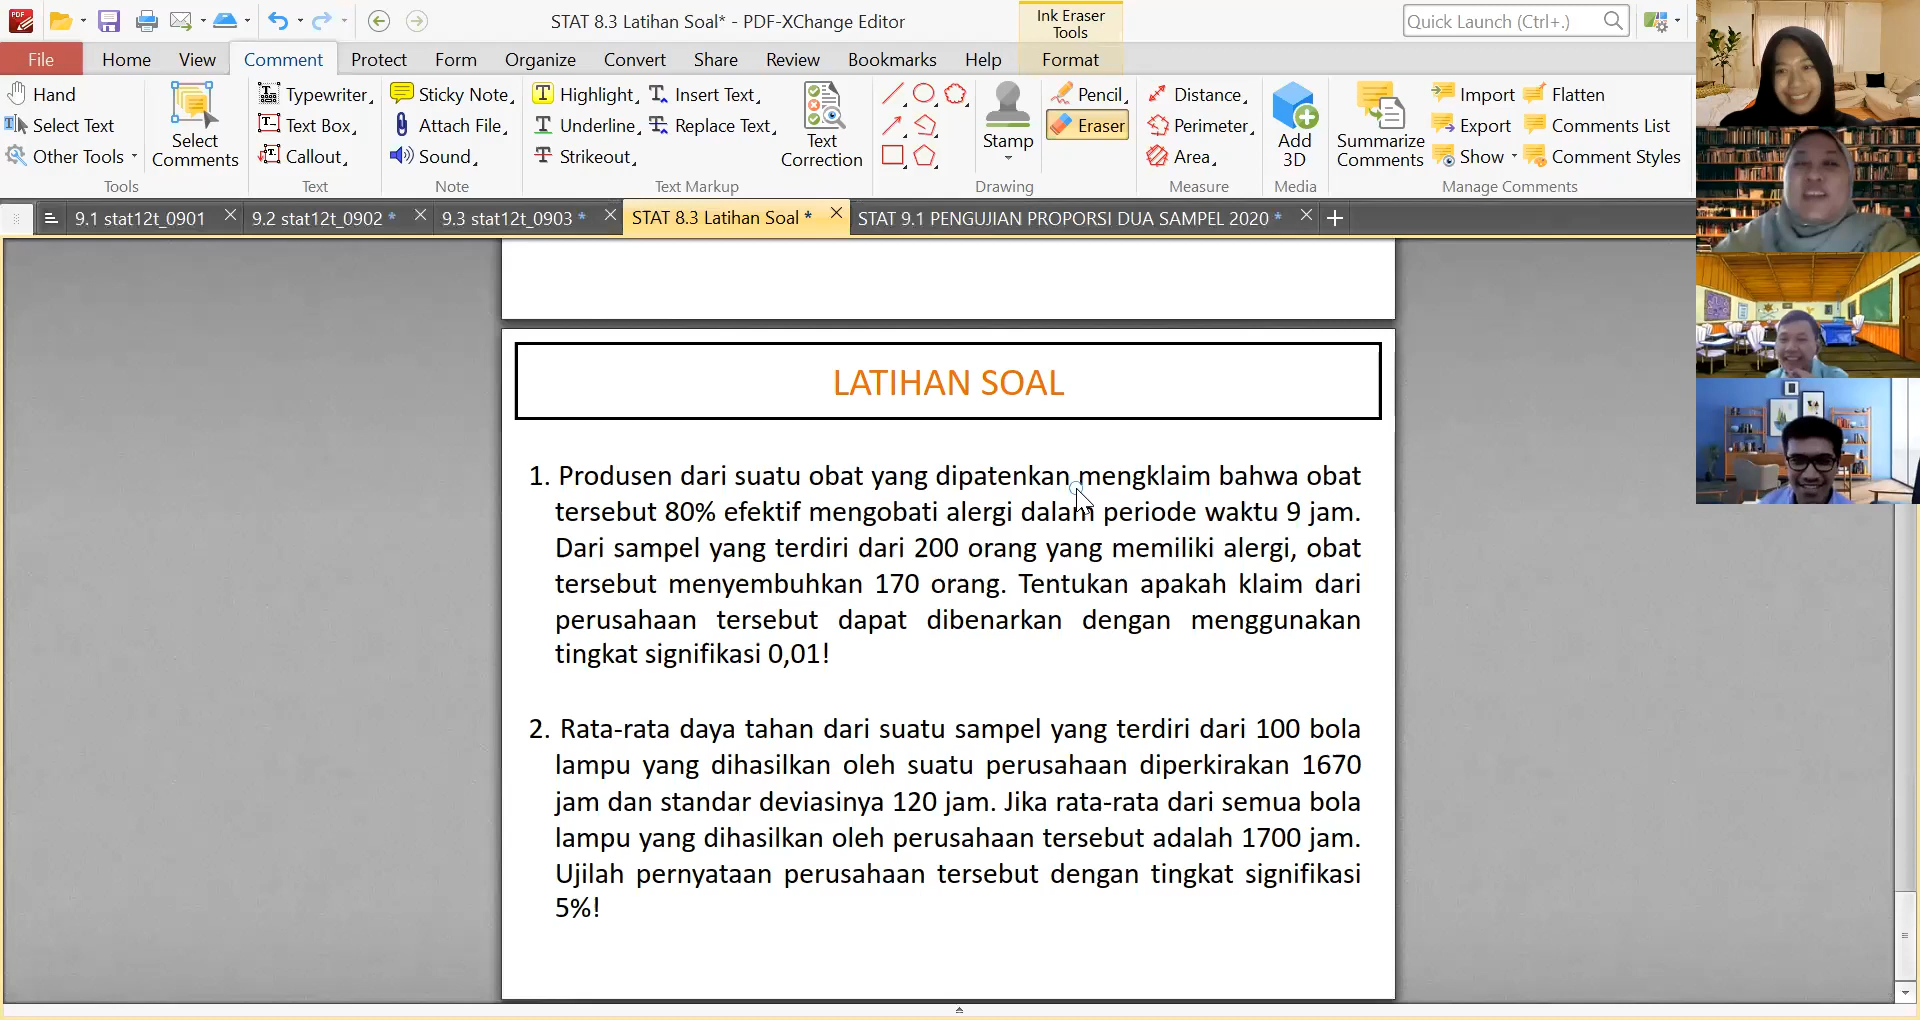 STAT 8.3 Latihan Soal* - PDF-XChange Editor
Ink Eraser Tools
Quick Launch (Ctrl+.)
File Home View Comment Protect Form Organize Convert Share Review Bookmarks Help Format
Hand
Select Text
Other Tools
Select Comments
Tools
Typewriter
Text Box
Callout
Text
Sticky Note
Attach File
Sound
Note
Highlight
Underline
Strikeout
Insert Text
Replace Text
Text Correction
Text Markup
Stamp
Drawing
Pencil
Eraser
Distance
Perimeter
Area
Measure
Add 3D
Media
Summarize Comments
Import
Export
Show
Flatten
Comments List
Comment Styles
Manage Comments
9.1 stat12t_0901
9.2 stat12t_0902 *
9.3 stat12t_0903 *
STAT 8.3 Latihan Soal *
STAT 9.1 PENGUJIAN PROPORSI DUA SAMPEL 2020 *
LATIHAN SOAL
1. Produsen dari suatu obat yang dipatenkan mengklaim bahwa obat
tersebut 80% efektif mengobati alergi dalam periode waktu 9 jam.
Dari sampel yang terdiri dari 200 orang yang memiliki alergi, obat
tersebut menyembuhkan 170 orang. Tentukan apakah klaim dari
perusahaan tersebut dapat dibenarkan dengan menggunakan
tingkat signifikasi 0,01!
2. Rata-rata daya tahan dari suatu sampel yang terdiri dari 100 bola
lampu yang dihasilkan oleh suatu perusahaan diperkirakan 1670
jam dan standar deviasinya 120 jam. Jika rata-rata dari semua bola
lampu yang dihasilkan oleh perusahaan tersebut adalah 1700 jam.
Ujilah pernyataan perusahaan tersebut dengan tingkat signifikasi
5%!